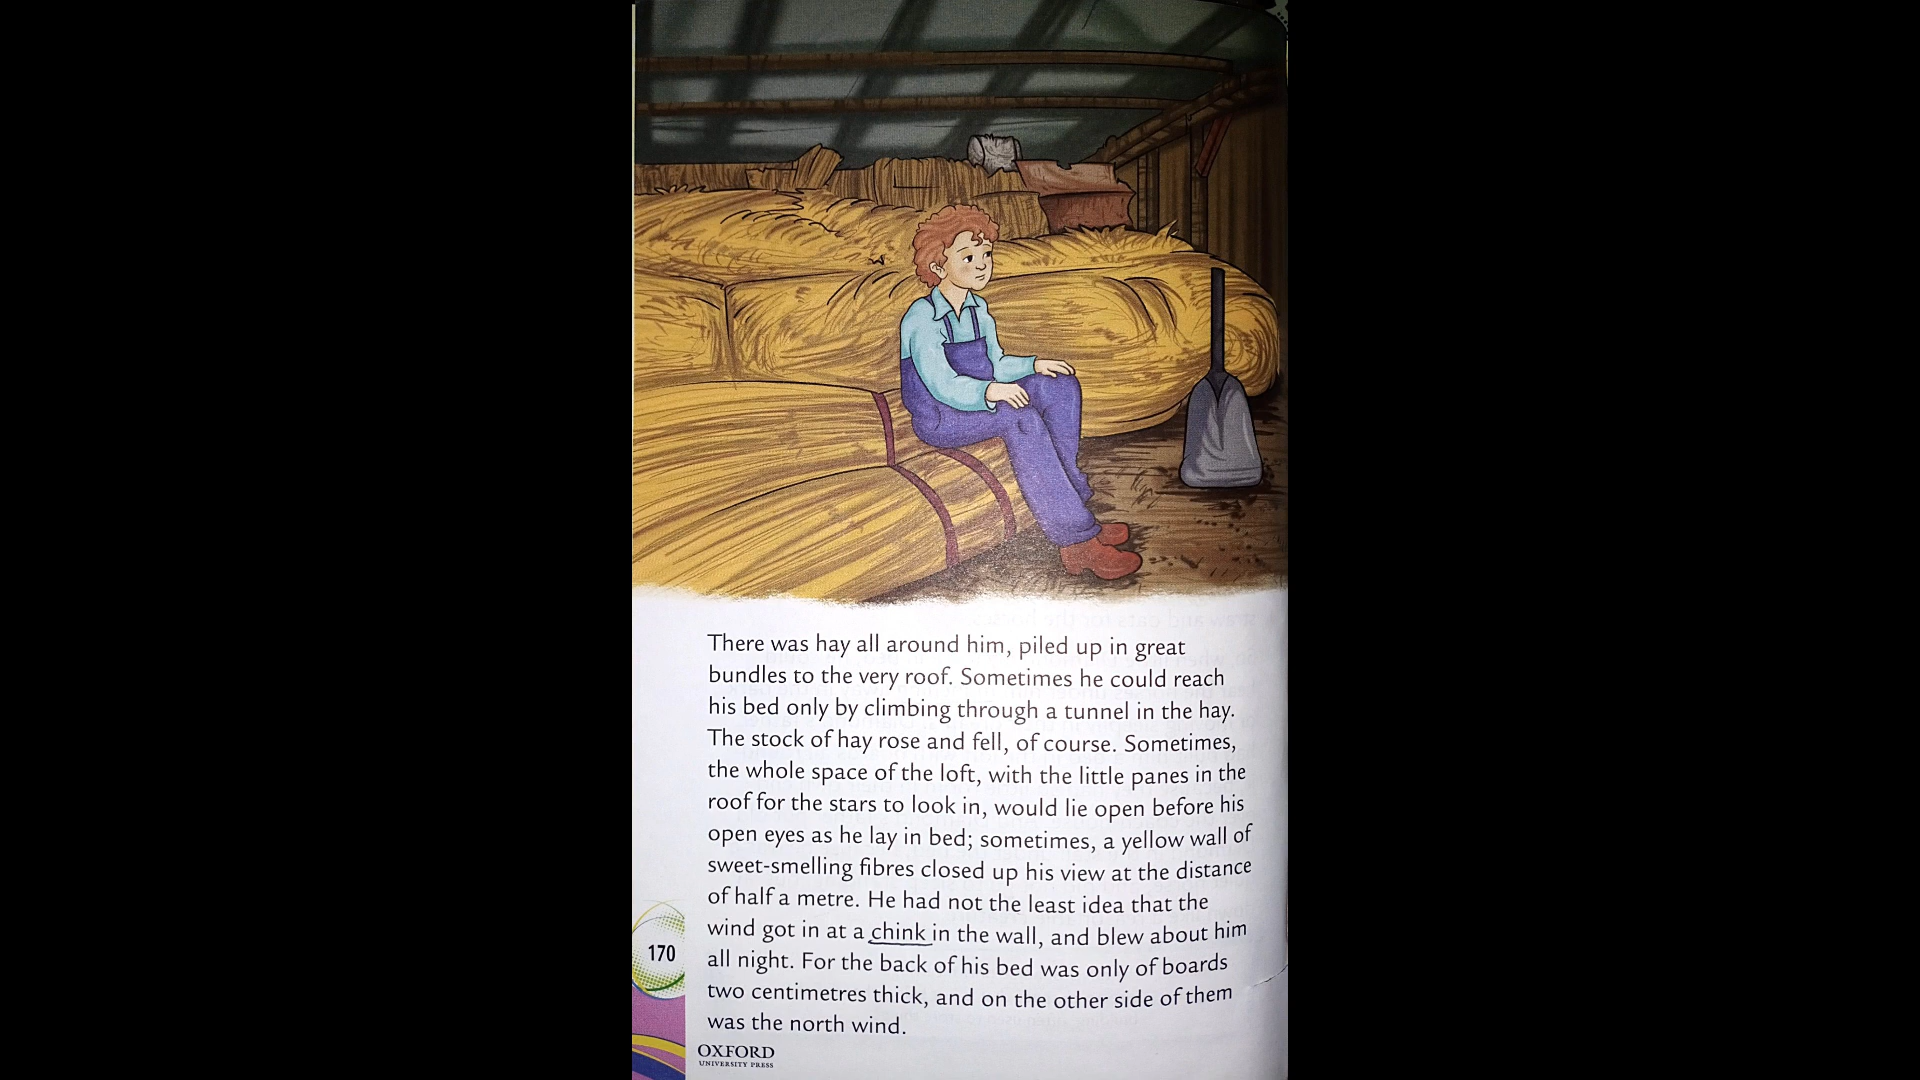 There was hay all around him, piled up in great
bundles to the very roof. Sometimes he could reach
his bed only by climbing through a tunnel in the hay.
The stock of hay rose and fell, of course. Sometimes,
the whole space of the loft, with the little panes in the
roof for the stars to look in, would lie open before his
open eyes as he lay in bed; sometimes, a yellow wall of
sweet-smelling fibres closed up his view at the distance
of half a metre. He had not the least idea that the
wind got in at a chink in the wall, and blew about him
all night. For the back of his bed was only of boards
two centimetres thick, and on the other side of them
was the north wind.
170
OXFORD
UNIVERSITY PRESS